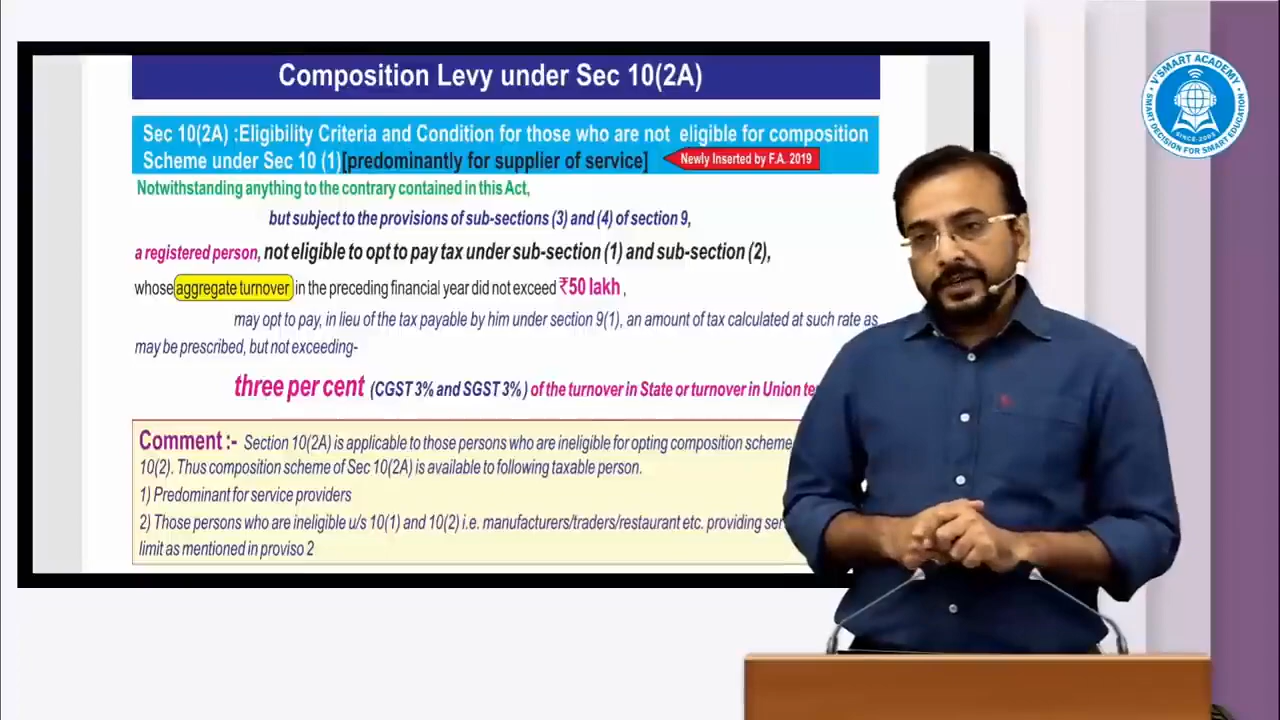 Composition Levy under Sec 10(2A)
Sec 10(2A) :Eligibility Criteria and Condition for those who are not eligible for composition
Scheme under Sec 10 (1)[predominantly for supplier of service] Newly Inserted by F.A. 2019
Notwithstanding anything to the contrary contained in this Act,
but subject to the provisions of sub-sections (3) and (4) of section 9,
a registered person, not eligible to opt to pay tax under sub-section (1) and sub-section (2),
whose aggregate turnover in the preceding financial year did not exceed ₹50 lakh ,
may opt to pay, in lieu of the tax payable by him under section 9(1), an amount of tax calculated at such rate as
may be prescribed, but not exceeding-
three per cent (CGST 3% and SGST 3% ) of the turnover in State or turnover in Union
Comment :- Section 10(2A) is applicable to those persons who are ineligible for opting composition scheme
10(2). Thus composition scheme of Sec 10(2A) is available to following taxable person.
1) Predominant for service providers
2) Those persons who are ineligible u/s 10(1) and 10(2) i.e. manufacturers/traders/restaurant etc. providing
limit as mentioned in proviso 2
V'SMART ACADEMY
SMART DECISION FOR SMART EDUCATION